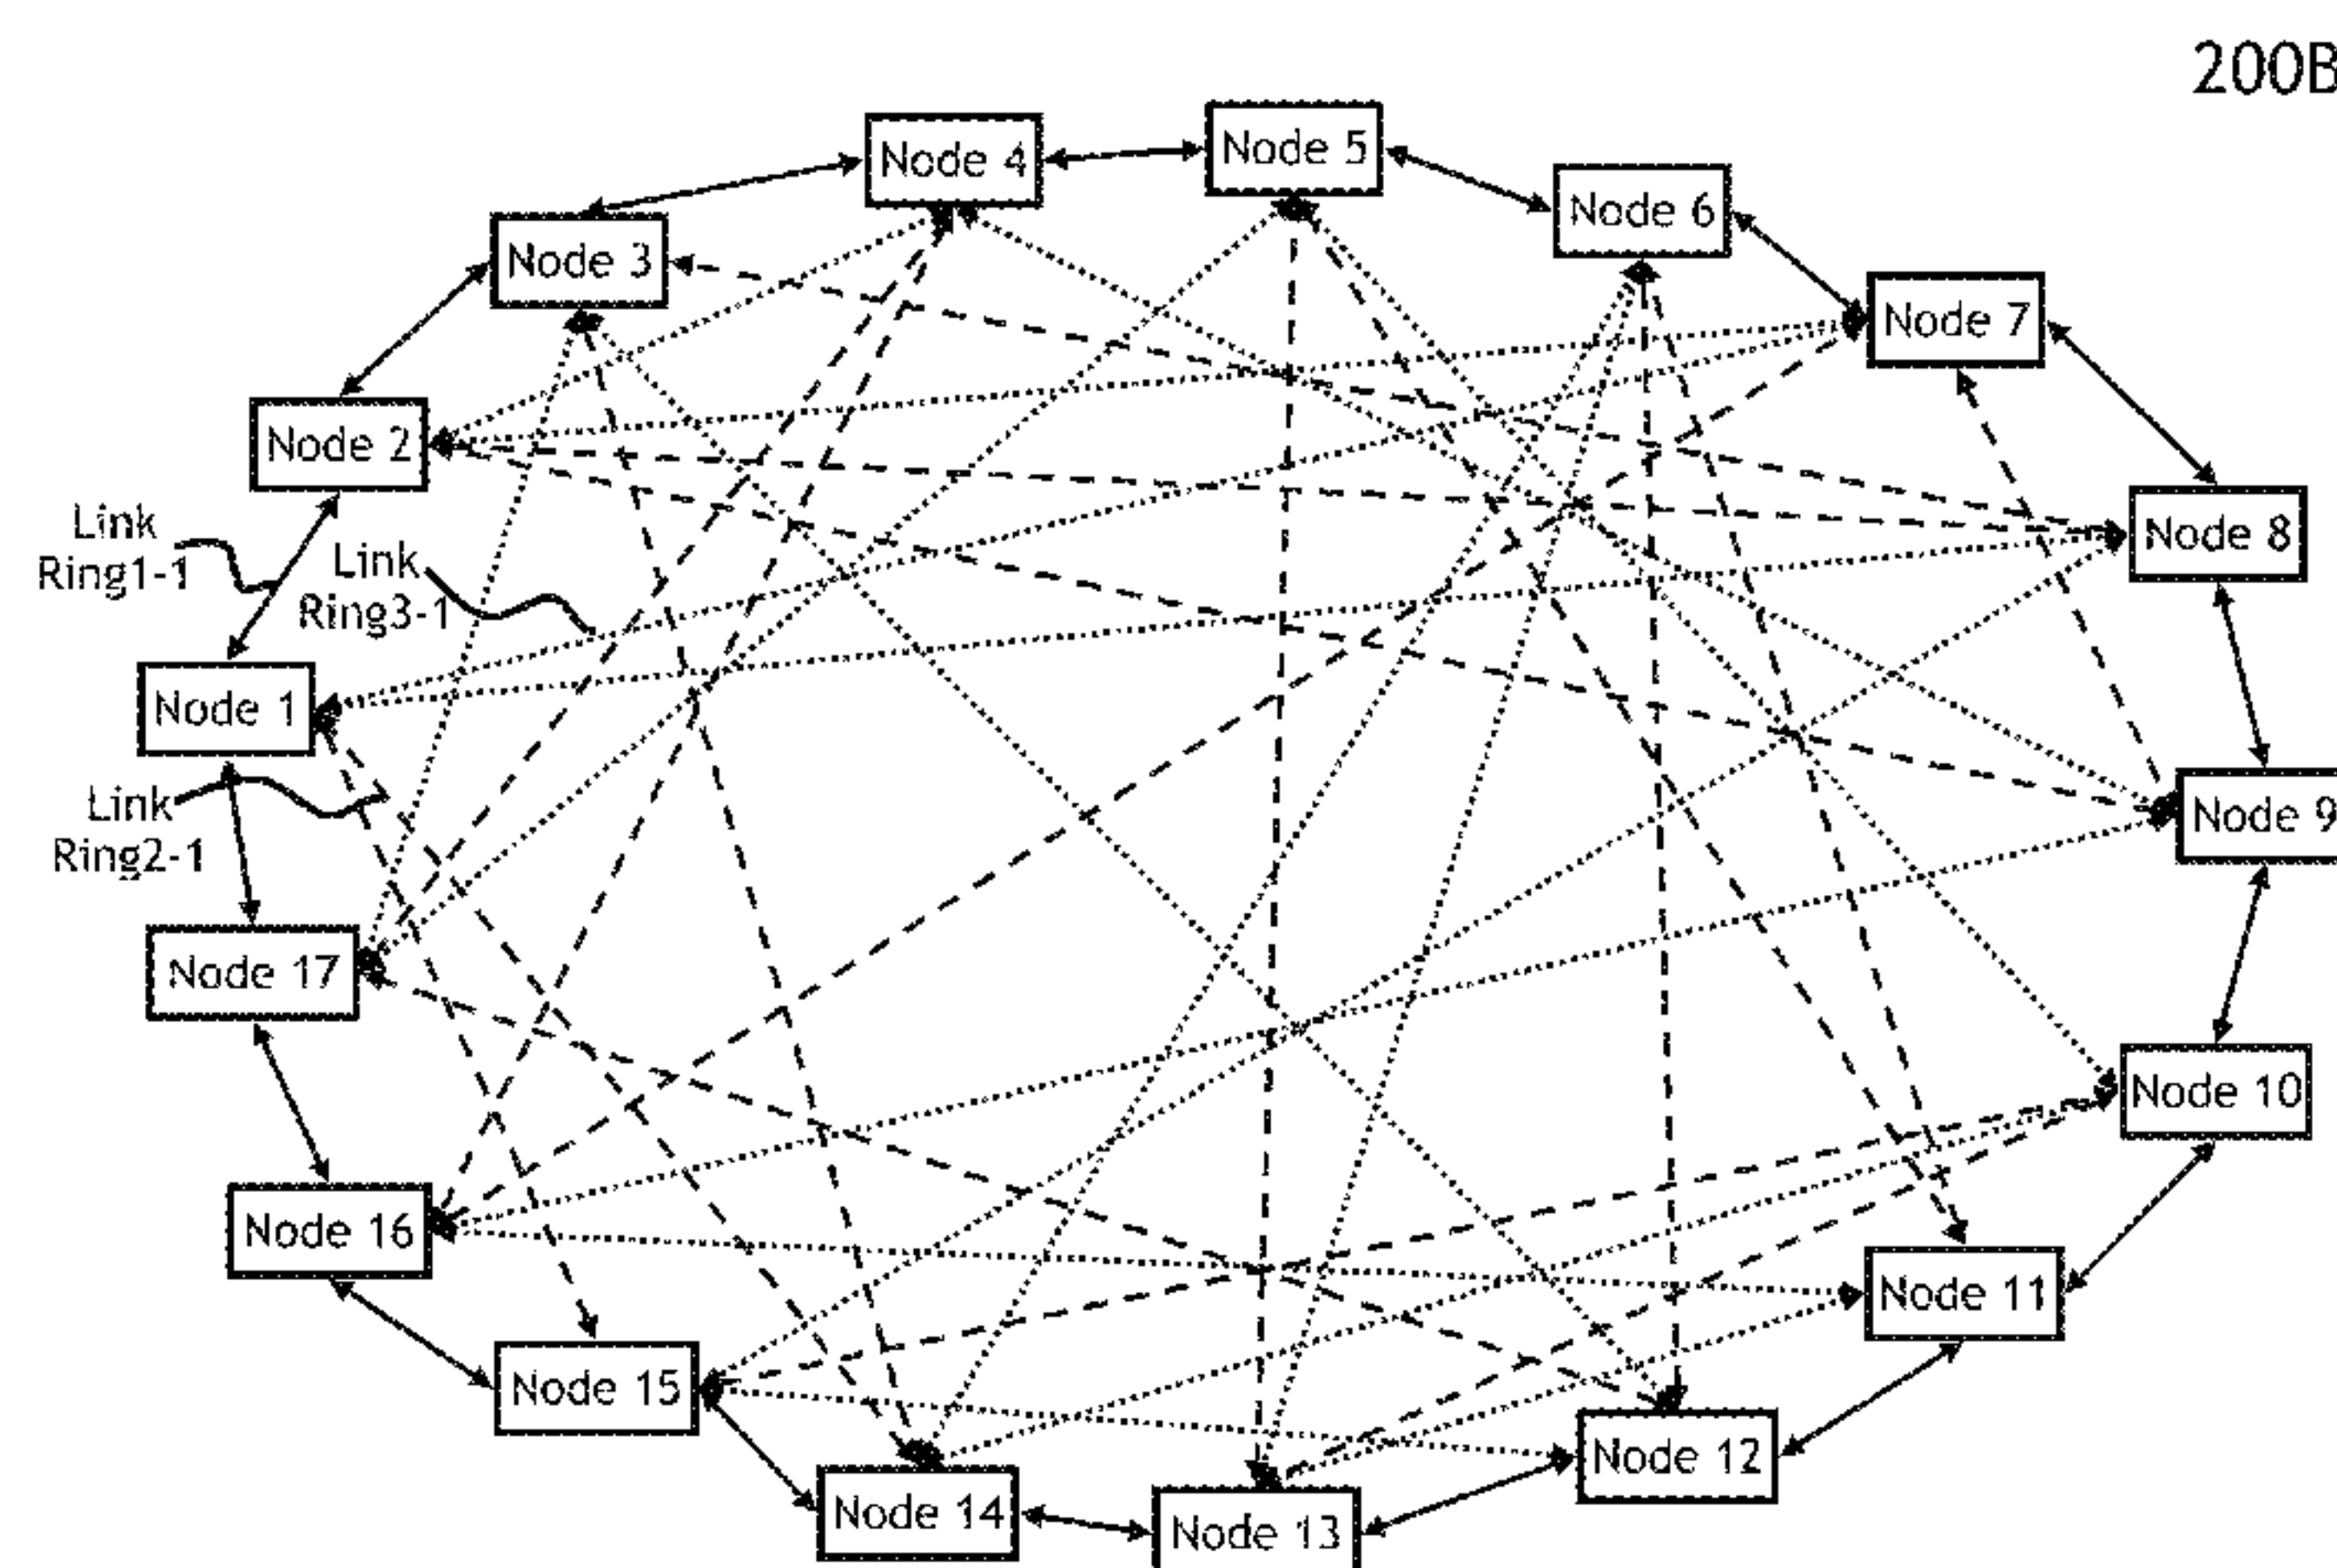 200B
Node 4
Node 5
Node 6
Node 3
Node 7
Node 2
Link
Ring1-1
Link
Ring3-1
Node 8
Node 1
Link
Ring2-1
Node 9
Node 17
Node 10
Node 16
Node 11
Node 15
Node 12
Node 14
Node 13